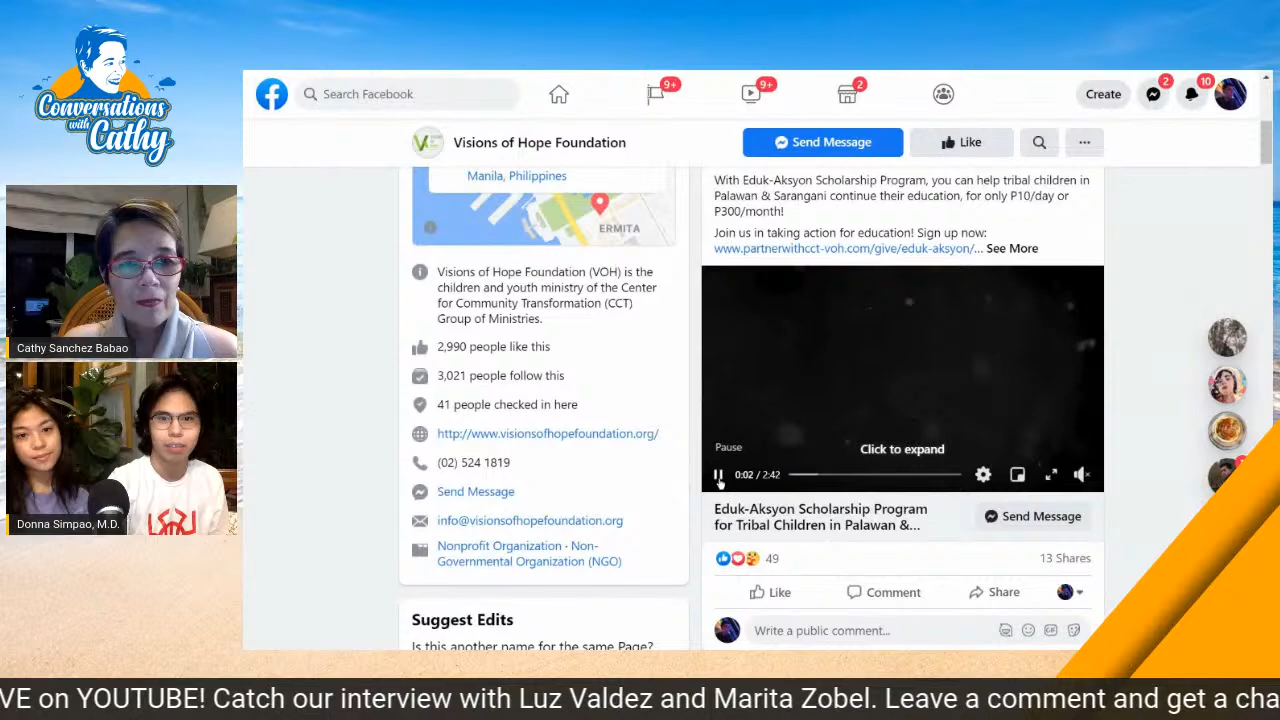 Conversations
with
Cathy
Cathy Sanchez Babao
Donna Simpao, M.D.
Search Facebook
9+
9+
2
Create
2
10
Visions of Hope Foundation
Send Message
Like
Manila, Philippines
ERMITA
Visions of Hope Foundation (VOH) is the
children and youth ministry of the Center
for Community Transformation (CCT)
Group of Ministries.
2,990 people like this
3,021 people follow this
41 people checked in here
http://www.visionsofhopefoundation.org/
(02) 524 1819
Send Message
info@visionsofhopefoundation.org
Nonprofit Organization · Non-
Governmental Organization (NGO)
Suggest Edits
Is this another name for the same Page?
With Eduk-Aksyon Scholarship Program, you can help tribal children in
Palawan & Sarangani continue their education, for only P10/day or
P300/month!
Join us in taking action for education! Sign up now:
www.partnerwithcct-voh.com/give/eduk-aksyon/... See More
Pause
Click to expand
0:02 / 2:42
Eduk-Aksyon Scholarship Program
for Tribal Children in Palawan &...
Send Message
49
13 Shares
Like
Comment
Share
Write a public comment...
GIF
VE on YOUTUBE! Catch our interview with Luz Valdez and Marita Zobel. Leave a comment and get a cha